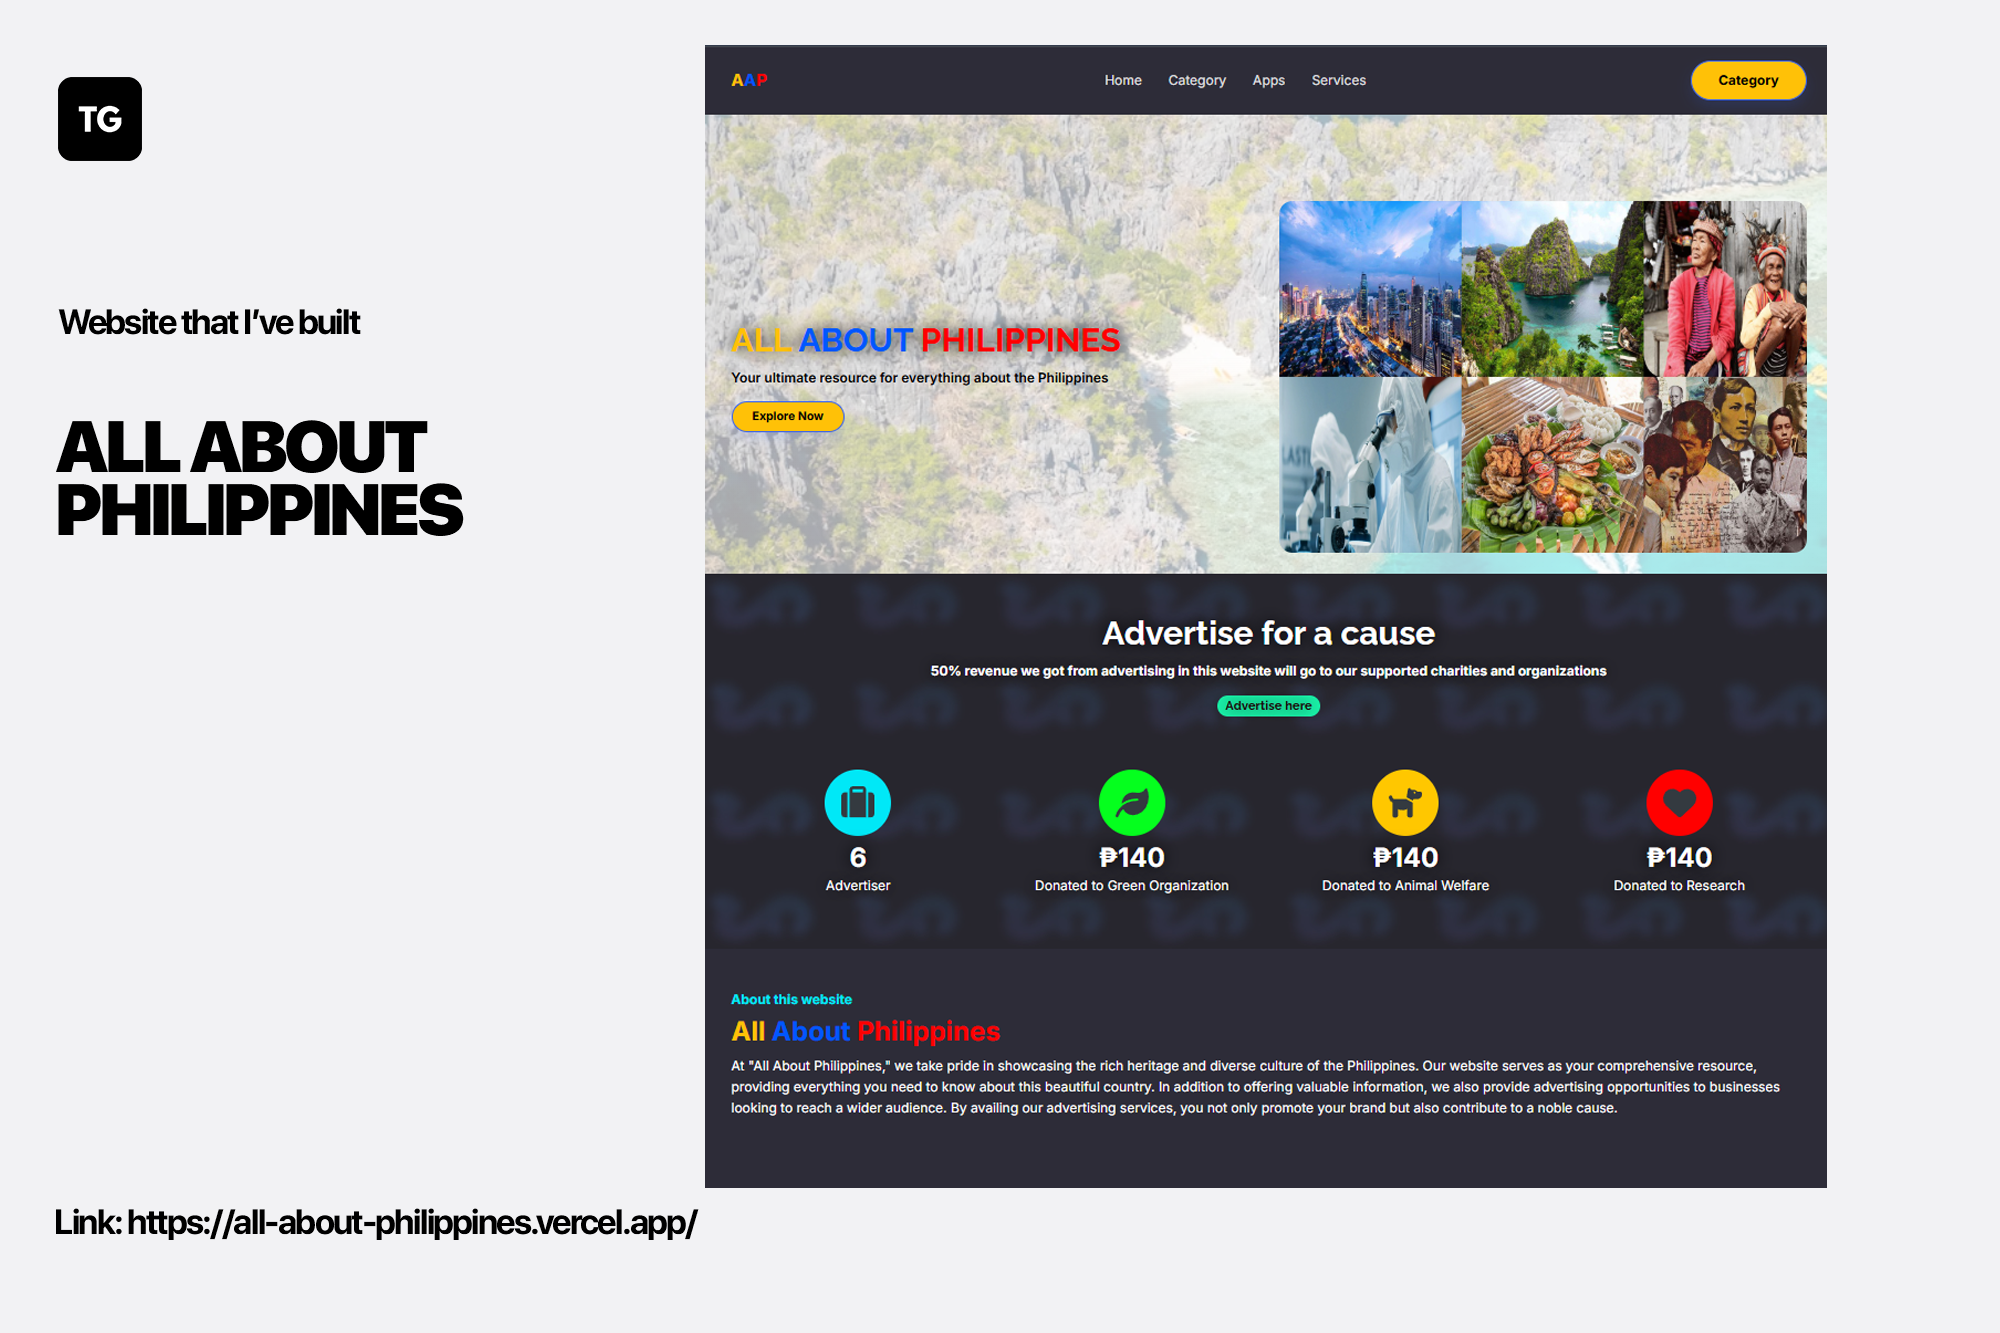 TG
Website that I've built
ALL ABOUT
PHILIPPINES
Link: https://all-about-philippines.vercel.app/
AAP
Home Category Apps Services
Category
ALL ABOUT PHILIPPINES
Your ultimate resource for everything about the Philippines
Explore Now
Advertise for a cause
50% revenue we got from advertising in this website will go to our supported charities and organizations
Advertise here
6
Advertiser
₱140
Donated to Green Organization
₱140
Donated to Animal Welfare
₱140
Donated to Research
About this website
All About Philippines
At "All About Philippines," we take pride in showcasing the rich heritage and diverse culture of the Philippines. Our website serves as your comprehensive resource,
providing everything you need to know about this beautiful country. In addition to offering valuable information, we also provide advertising opportunities to businesses
looking to reach a wider audience. By availing our advertising services, you not only promote your brand but also contribute to a noble cause.